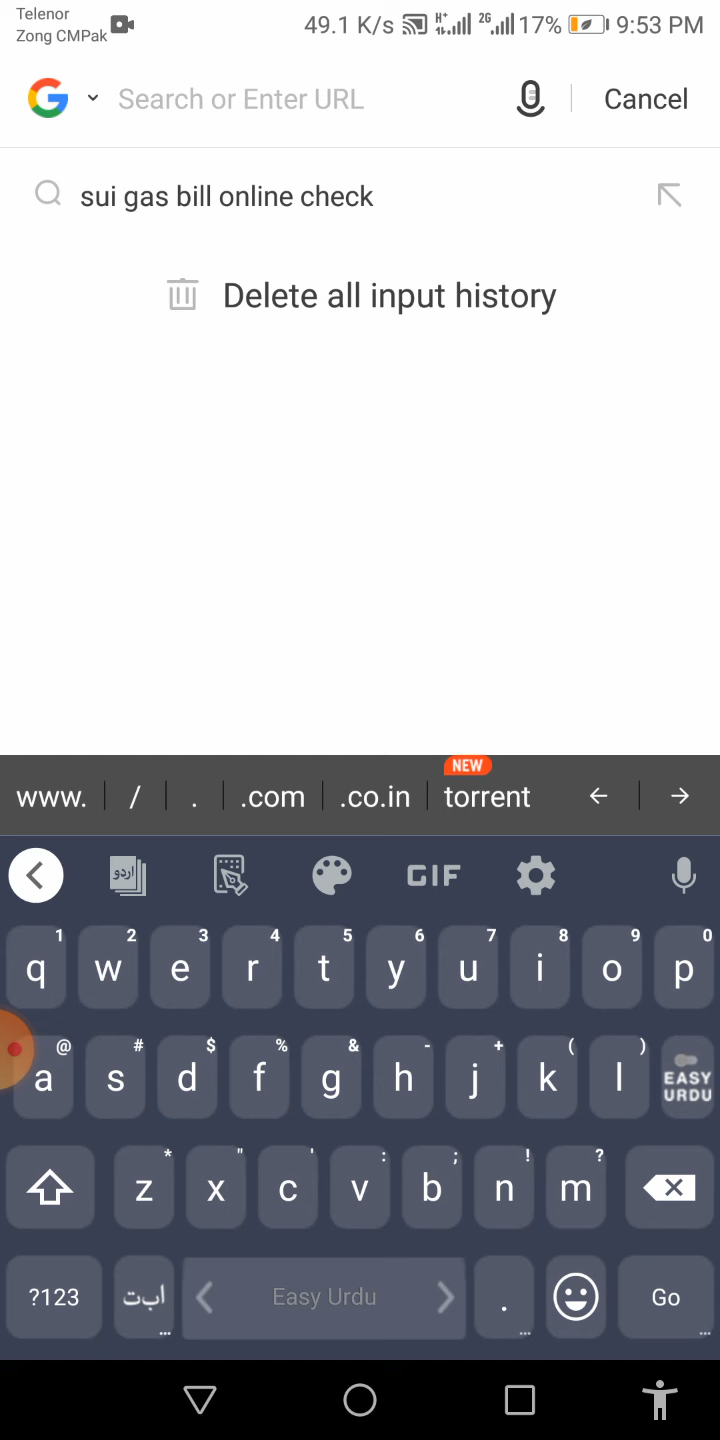 Telenor
Zong CMPak
49.1 K/s H+ 2G 17% 9:53 PM
Search or Enter URL Cancel
sui gas bill online check
Delete all input history
NEW
www. / . .com .co.in torrent ← →
اردو GIF
1 2 3 4 5 6 7 8 9 0
q w e r t y u i o p
@ # $ % & - + ( )
a s d f g h j k l EASY URDU
* " ' : ; ! ?
z x c v b n m
?123 ا ب ت ... Easy Urdu . ... Go ...